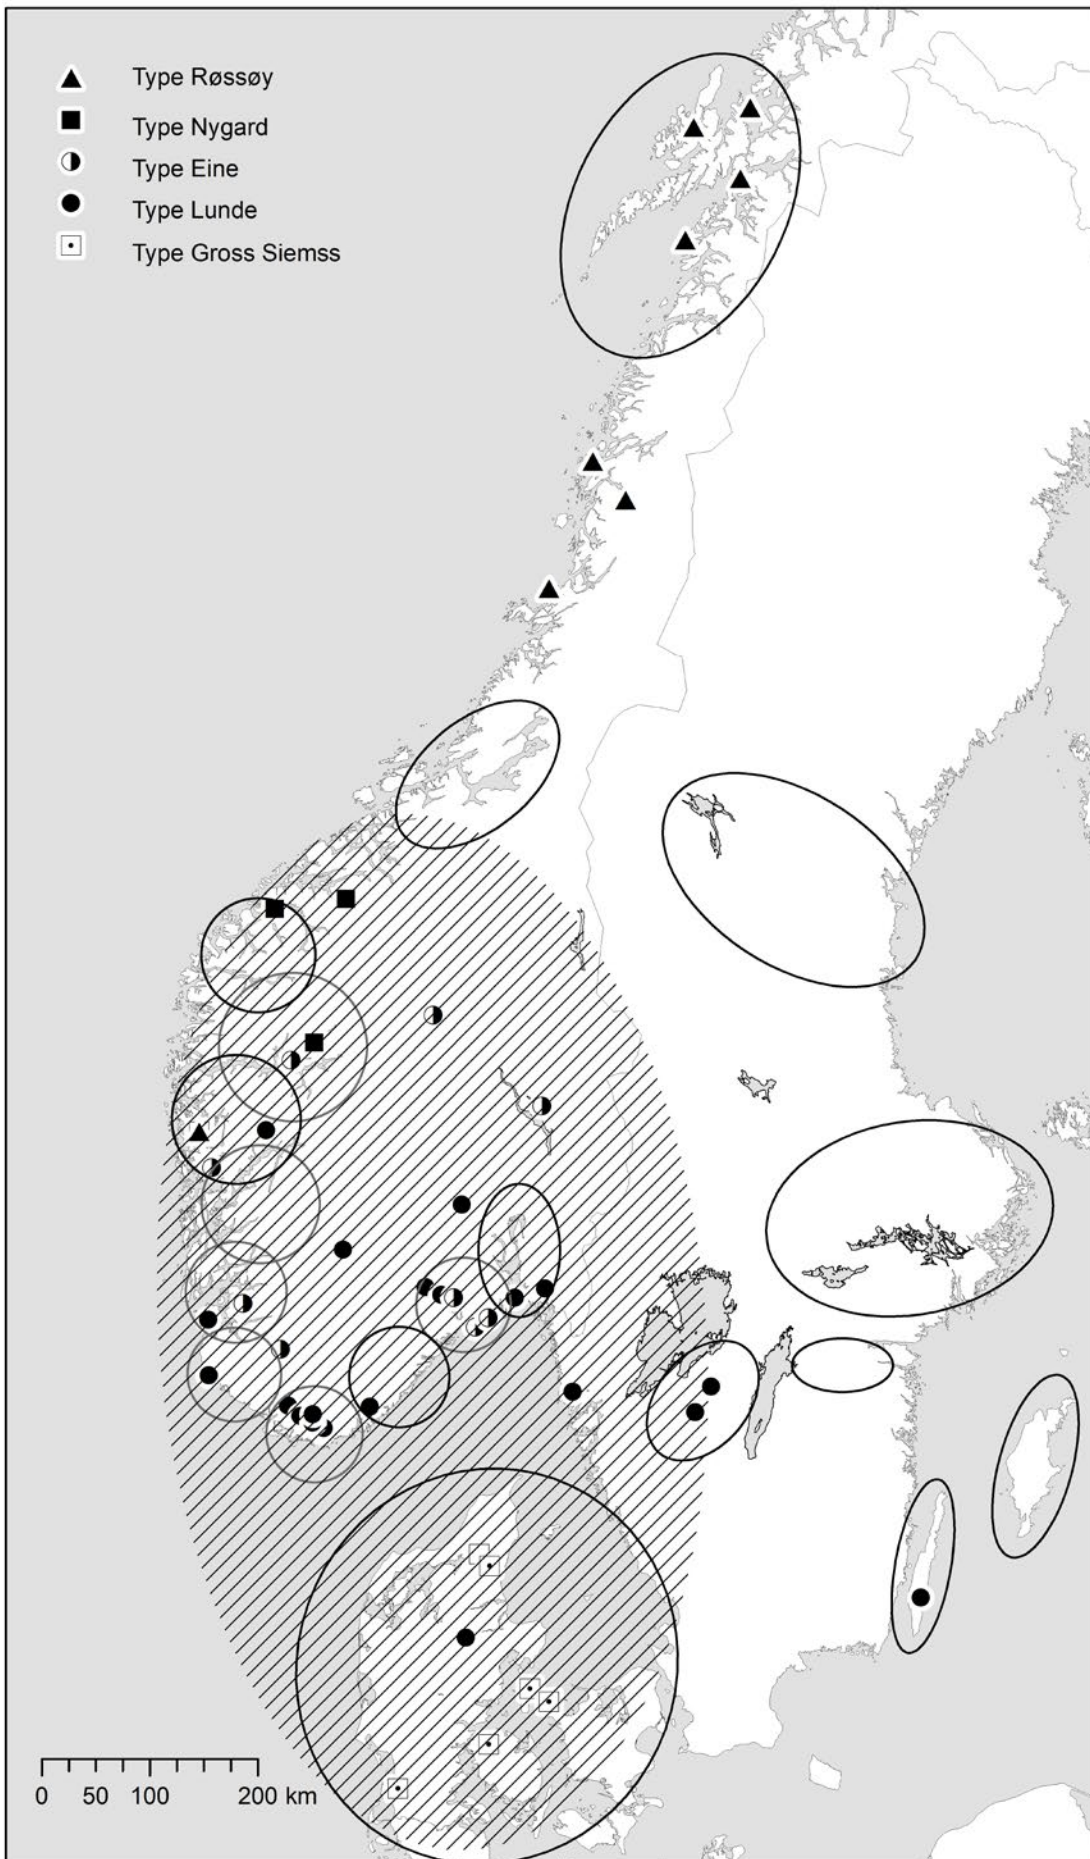 Type Røssøy
Type Nygard
Type Eine
Type Lunde
Type Gross Siemss
0 50 100 200 km